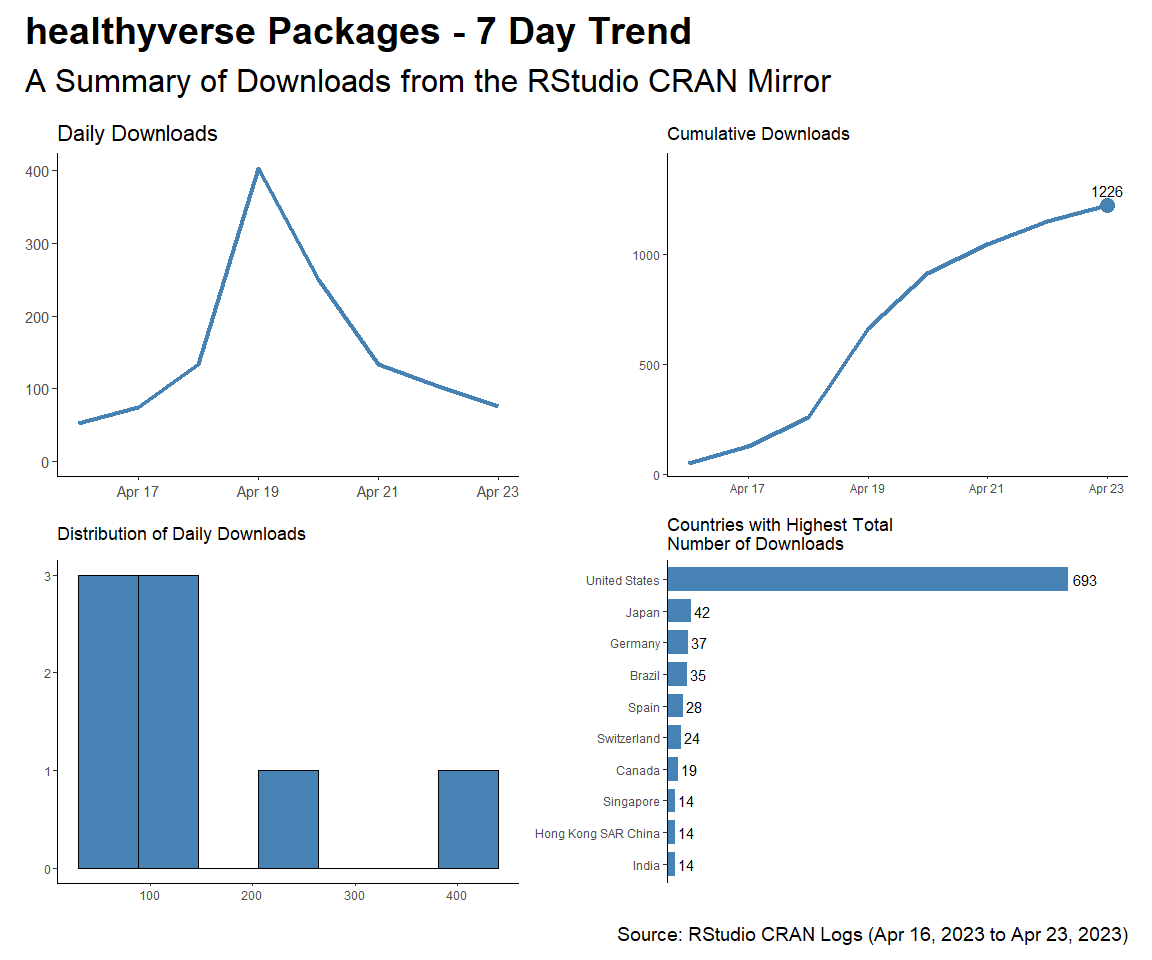 healthyverse Packages - 7 Day Trend
A Summary of Downloads from the RStudio CRAN Mirror
Daily Downloads
400
300
200
100
0
Apr 17
Apr 19
Apr 21
Apr 23
Cumulative Downloads
1226
1000
500
0
Apr 17
Apr 19
Apr 21
Apr 23
Distribution of Daily Downloads
3
2
1
0
100
200
300
400
Countries with Highest Total
Number of Downloads
United States 693
Japan 42
Germany 37
Brazil 35
Spain 28
Switzerland 24
Canada 19
Singapore 14
Hong Kong SAR China 14
India 14
Source: RStudio CRAN Logs (Apr 16, 2023 to Apr 23, 2023)